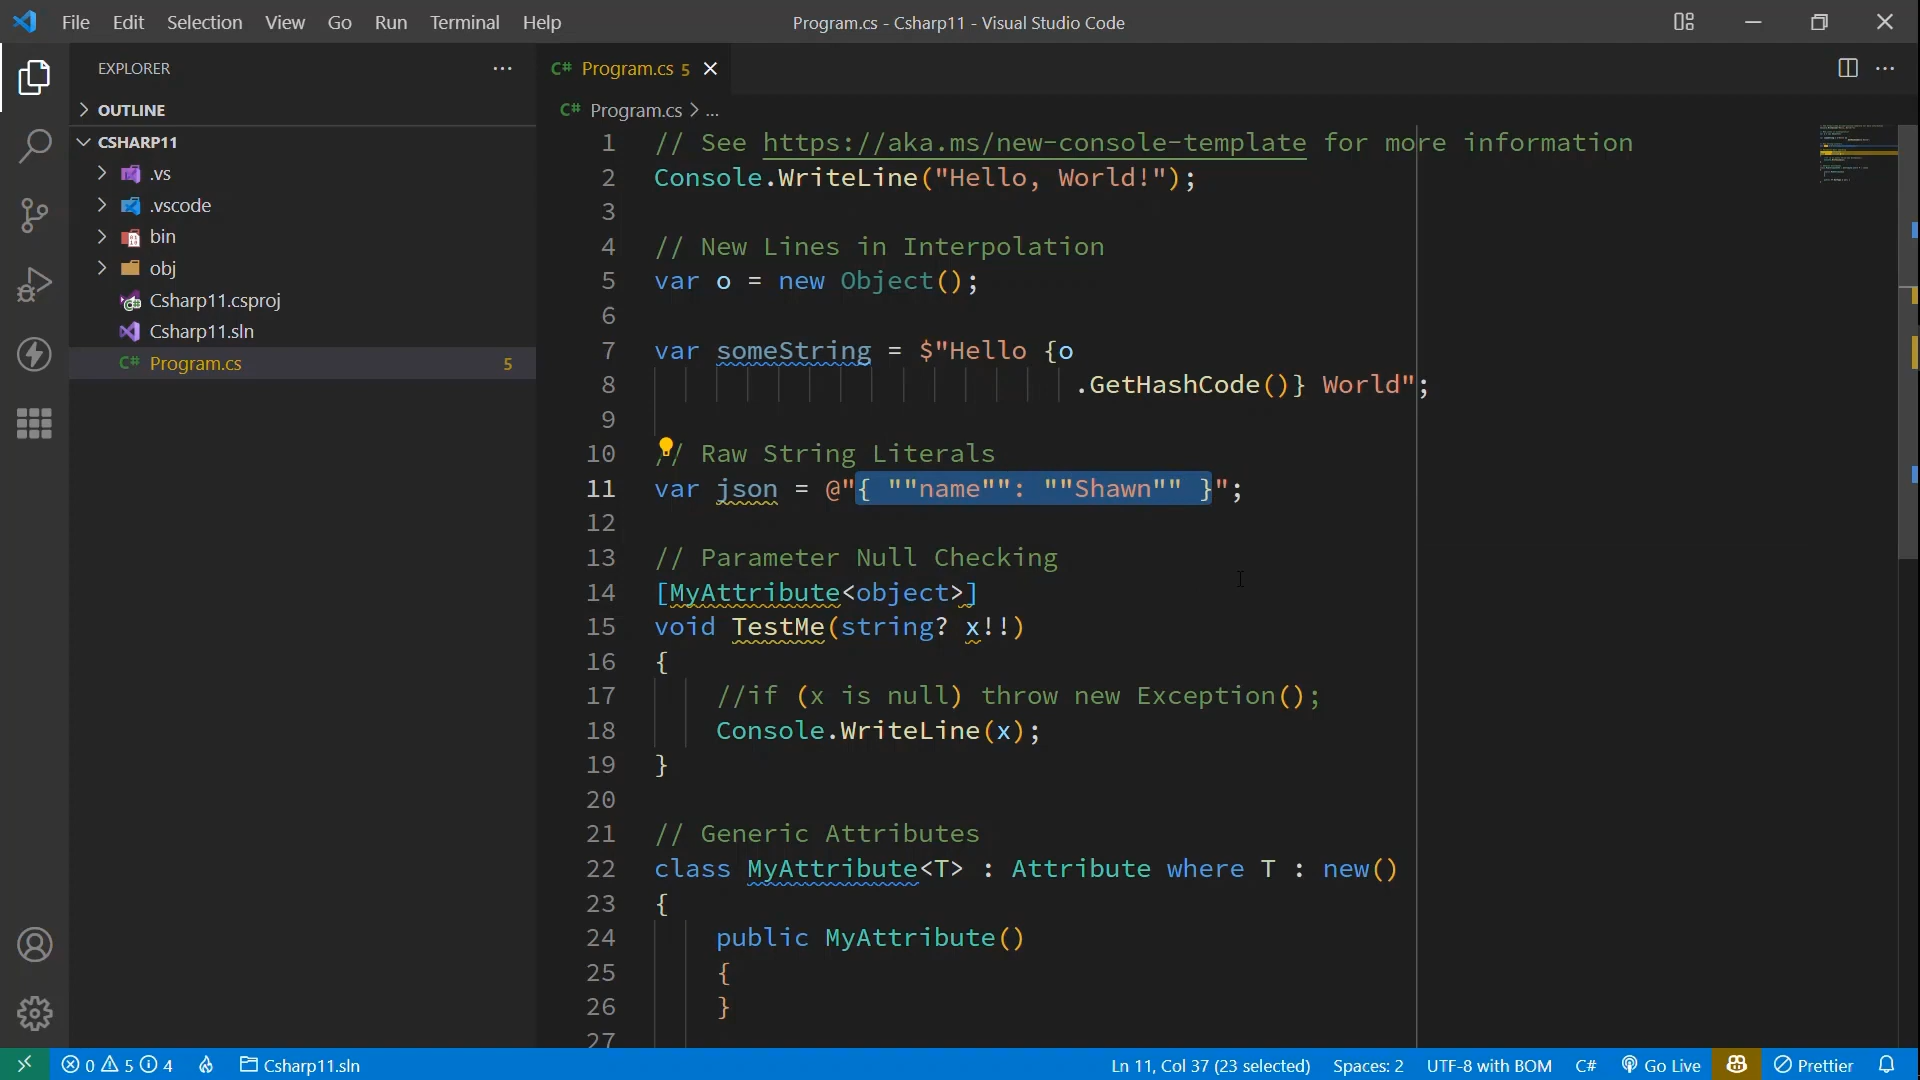 File Edit Selection View Go Run Terminal Help
Program.cs - Csharp11 - Visual Studio Code
EXPLORER
OUTLINE
CSHARP11
.vs
.vscode
bin
obj
Csharp11.csproj
Csharp11.sln
C# Program.cs 5
C# Program.cs 5
C# Program.cs > ...
1 // See https://aka.ms/new-console-template for more information
2 Console.WriteLine("Hello, World!");
3
4 // New Lines in Interpolation
5 var o = new Object();
6
7 var someString = $"Hello {o
8 .GetHashCode()} World";
9
10 // Raw String Literals
11 var json = @"{ ""name"": ""Shawn"" }";
12
13 // Parameter Null Checking
14 [MyAttribute<object>]
15 void TestMe(string? x!!)
16 {
17 //if (x is null) throw new Exception();
18 Console.WriteLine(x);
19 }
20
21 // Generic Attributes
22 class MyAttribute<T> : Attribute where T : new()
23 {
24 public MyAttribute()
25 {
26 }
27
0 5 4 Csharp11.sln
Ln 11, Col 37 (23 selected) Spaces: 2 UTF-8 with BOM C# Go Live Prettier